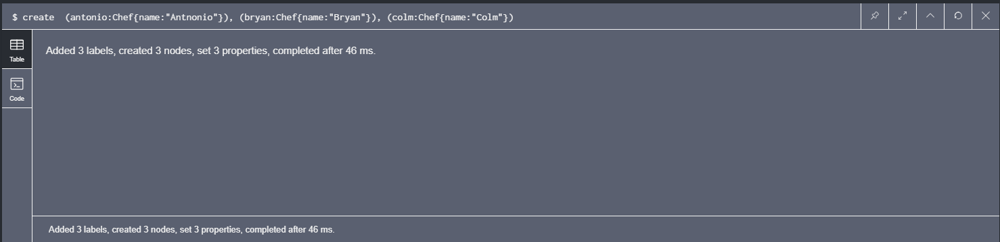 $ create  (antonio:Chef{name:"Antnonio"}), (bryan:Chef{name:"Bryan"}), (colm:Chef{name:"Colm"})
Table
Added 3 labels, created 3 nodes, set 3 properties, completed after 46 ms.
Code
Added 3 labels, created 3 nodes, set 3 properties, completed after 46 ms.